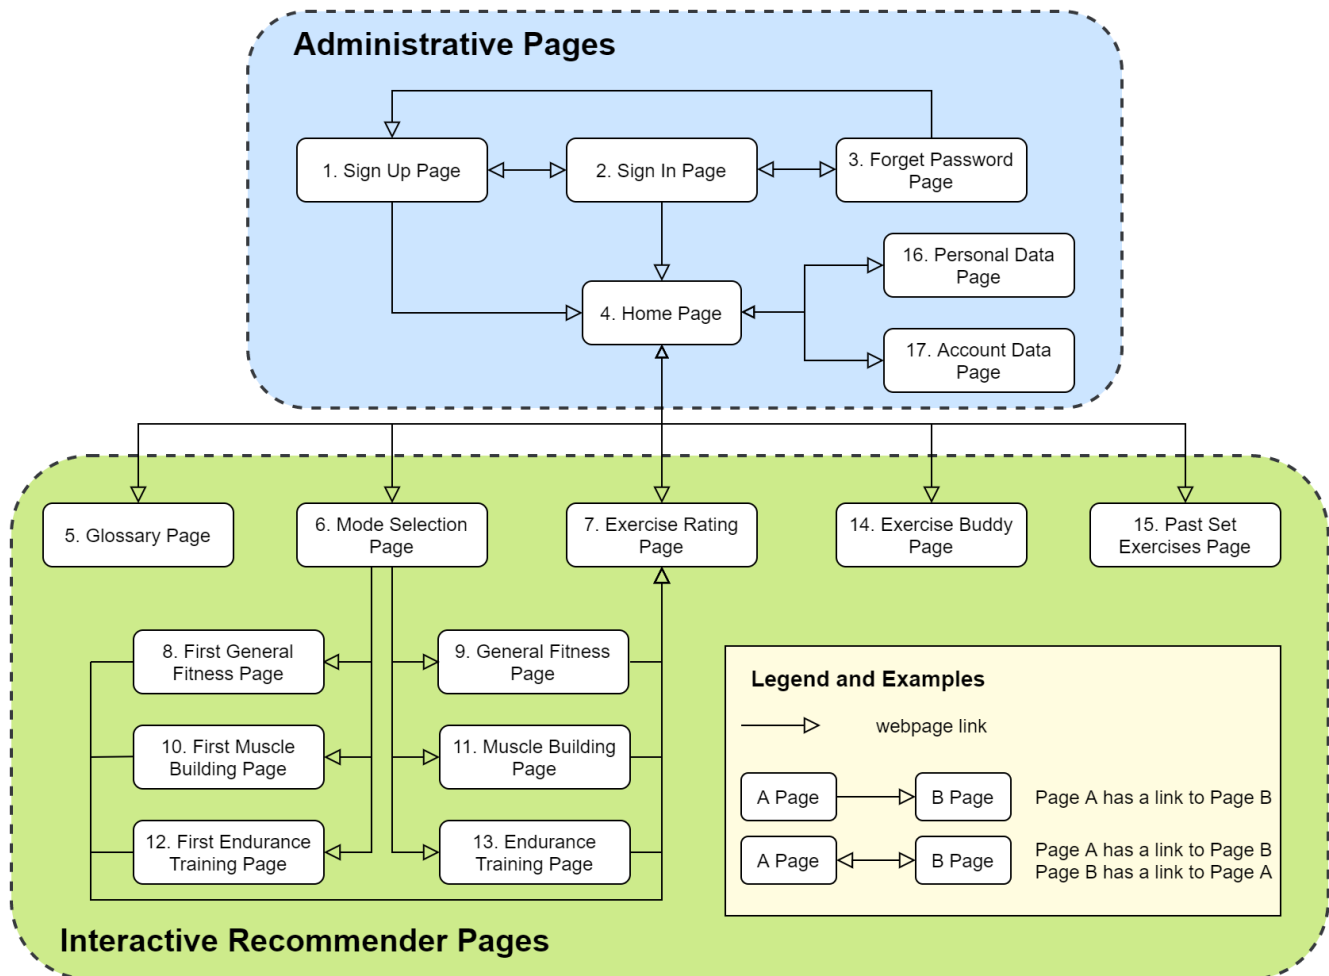 Administrative Pages
1. Sign Up Page
2. Sign In Page
3. Forget Password
Page
16. Personal Data
Page
4. Home Page
17. Account Data
Page
5. Glossary Page
6. Mode Selection
Page
7. Exercise Rating
Page
14. Exercise Buddy
Page
15. Past Set
Exercises Page
8. First General
Fitness Page
9. General Fitness
Page
10. First Muscle
Building Page
11. Muscle Building
Page
12. First Endurance
Training Page
13. Endurance
Training Page
Legend and Examples
webpage link
A Page
B Page
Page A has a link to Page B
A Page
B Page
Page A has a link to Page B
Page B has a link to Page A
Interactive Recommender Pages